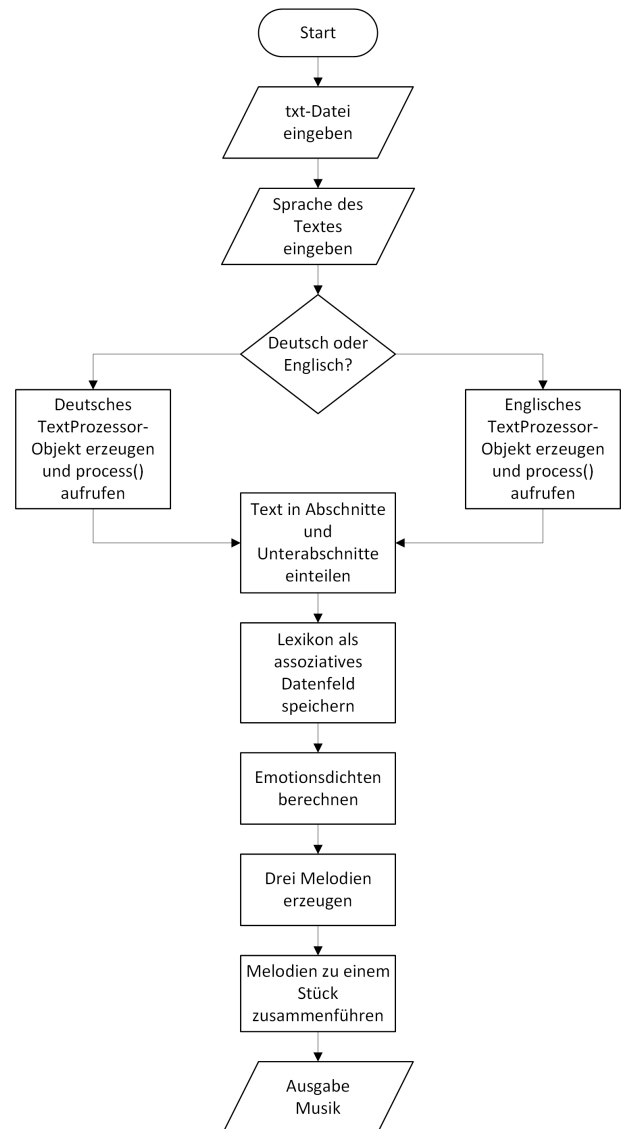 Start
txt-Datei
eingeben
Sprache des
Textes
eingeben
Deutsch oder
Englisch?
Deutsches
TextProzessor-
Objekt erzeugen
und process()
aufrufen
Englisches
TextProzessor-
Objekt erzeugen
und process()
aufrufen
Text in Abschnitte
und
Unterabschnitte
einteilen
Lexikon als
assoziatives
Datenfeld
speichern
Emotionsdichten
berechnen
Drei Melodien
erzeugen
Melodien zu einem
Stück
zusammenführen
Ausgabe
Musik